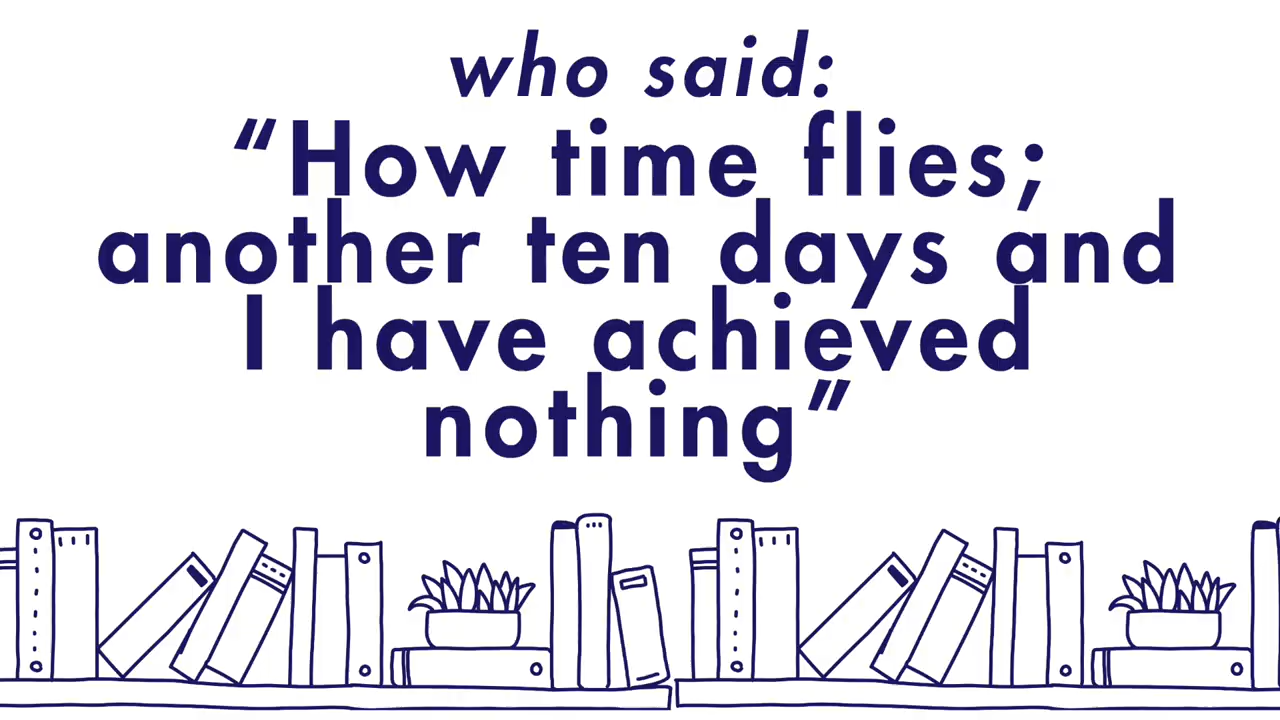 who said:
“How time flies;
another ten days and
I have achieved
nothing”